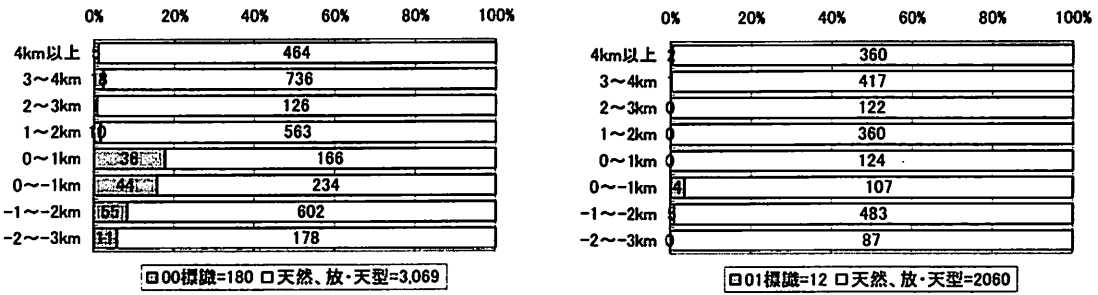 0% 20% 40% 60% 80% 100%
4km以上 5 464
3～4km 18 736
2～3km 126
1～2km 10 563
0～1km 36 166
0～-1km 44 234
-1～-2km 55 602
-2～-3km 11 178
00標識=180 天然、放・天型=3,069
0% 20% 40% 60% 80% 100%
4km以上 2 360
3～4km 417
2～3km 0 122
1～2km 0 360
0～1km 0 124
0～-1km 4 107
-1～-2km 5 483
-2～-3km 0 87
01標識=12 天然、放・天型=2060